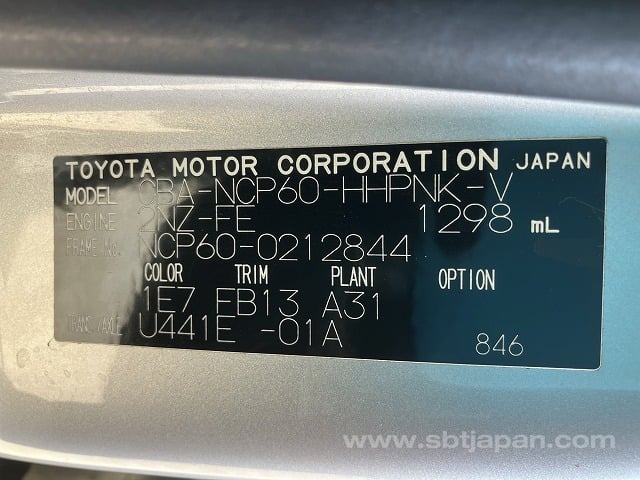 TOYOTA MOTOR CORPORATION JAPAN
MODEL CBA-NCP60-HHPNK-V
ENGINE 2NZ-FE 1298 mL
FRAME No. NCP60-0212844
COLOR TRIM PLANT OPTION
1E7 FB13 A31
TRANS/AXLE U441E -01A 846
www.sbtjapan.com